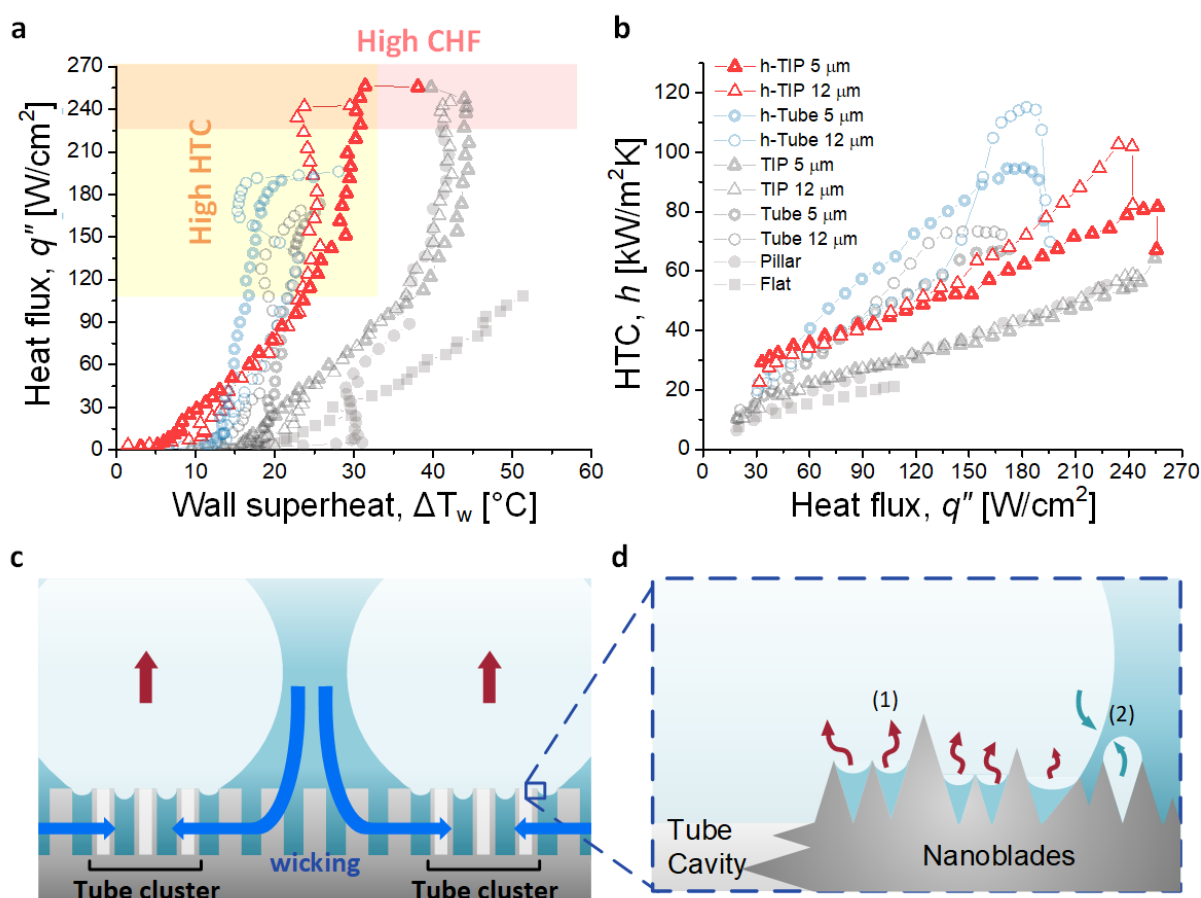 a
High CHF
270
240
210
180
150
120
90
60
30
0
High HTC
Heat flux, q″ [W/cm²]
0 10 20 30 40 50 60
Wall superheat, ΔT_w [°C]
b
h-TIP 5 μm
h-TIP 12 μm
h-Tube 5 μm
h-Tube 12 μm
TIP 5 μm
TIP 12 μm
Tube 5 μm
Tube 12 μm
Pillar
Flat
120
100
80
60
40
20
0
HTC, h [kW/m²K]
0 30 60 90 120 150 180 210 240 270
Heat flux, q″ [W/cm²]
c
wicking
Tube cluster Tube cluster
d
(1)
(2)
Tube
Cavity
Nanoblades